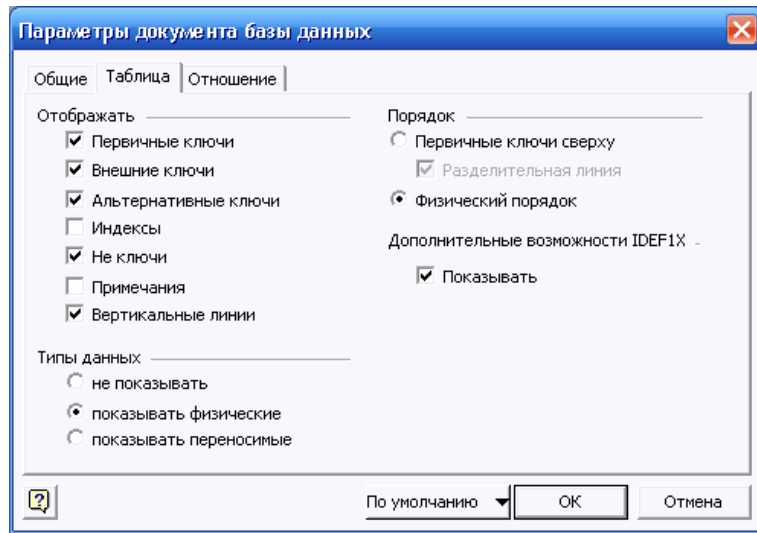 Параметры документа базы данных
Общие Таблица Отношение
Отображать
Первичные ключи
Внешние ключи
Альтернативные ключи
Индексы
Не ключи
Примечания
Вертикальные линии
Типы данных
не показывать
показывать физические
показывать переносимые
Порядок
Первичные ключи сверху
Разделительная линия
Физический порядок
Дополнительные возможности IDEF1X
Показывать
По умолчанию OK Отмена